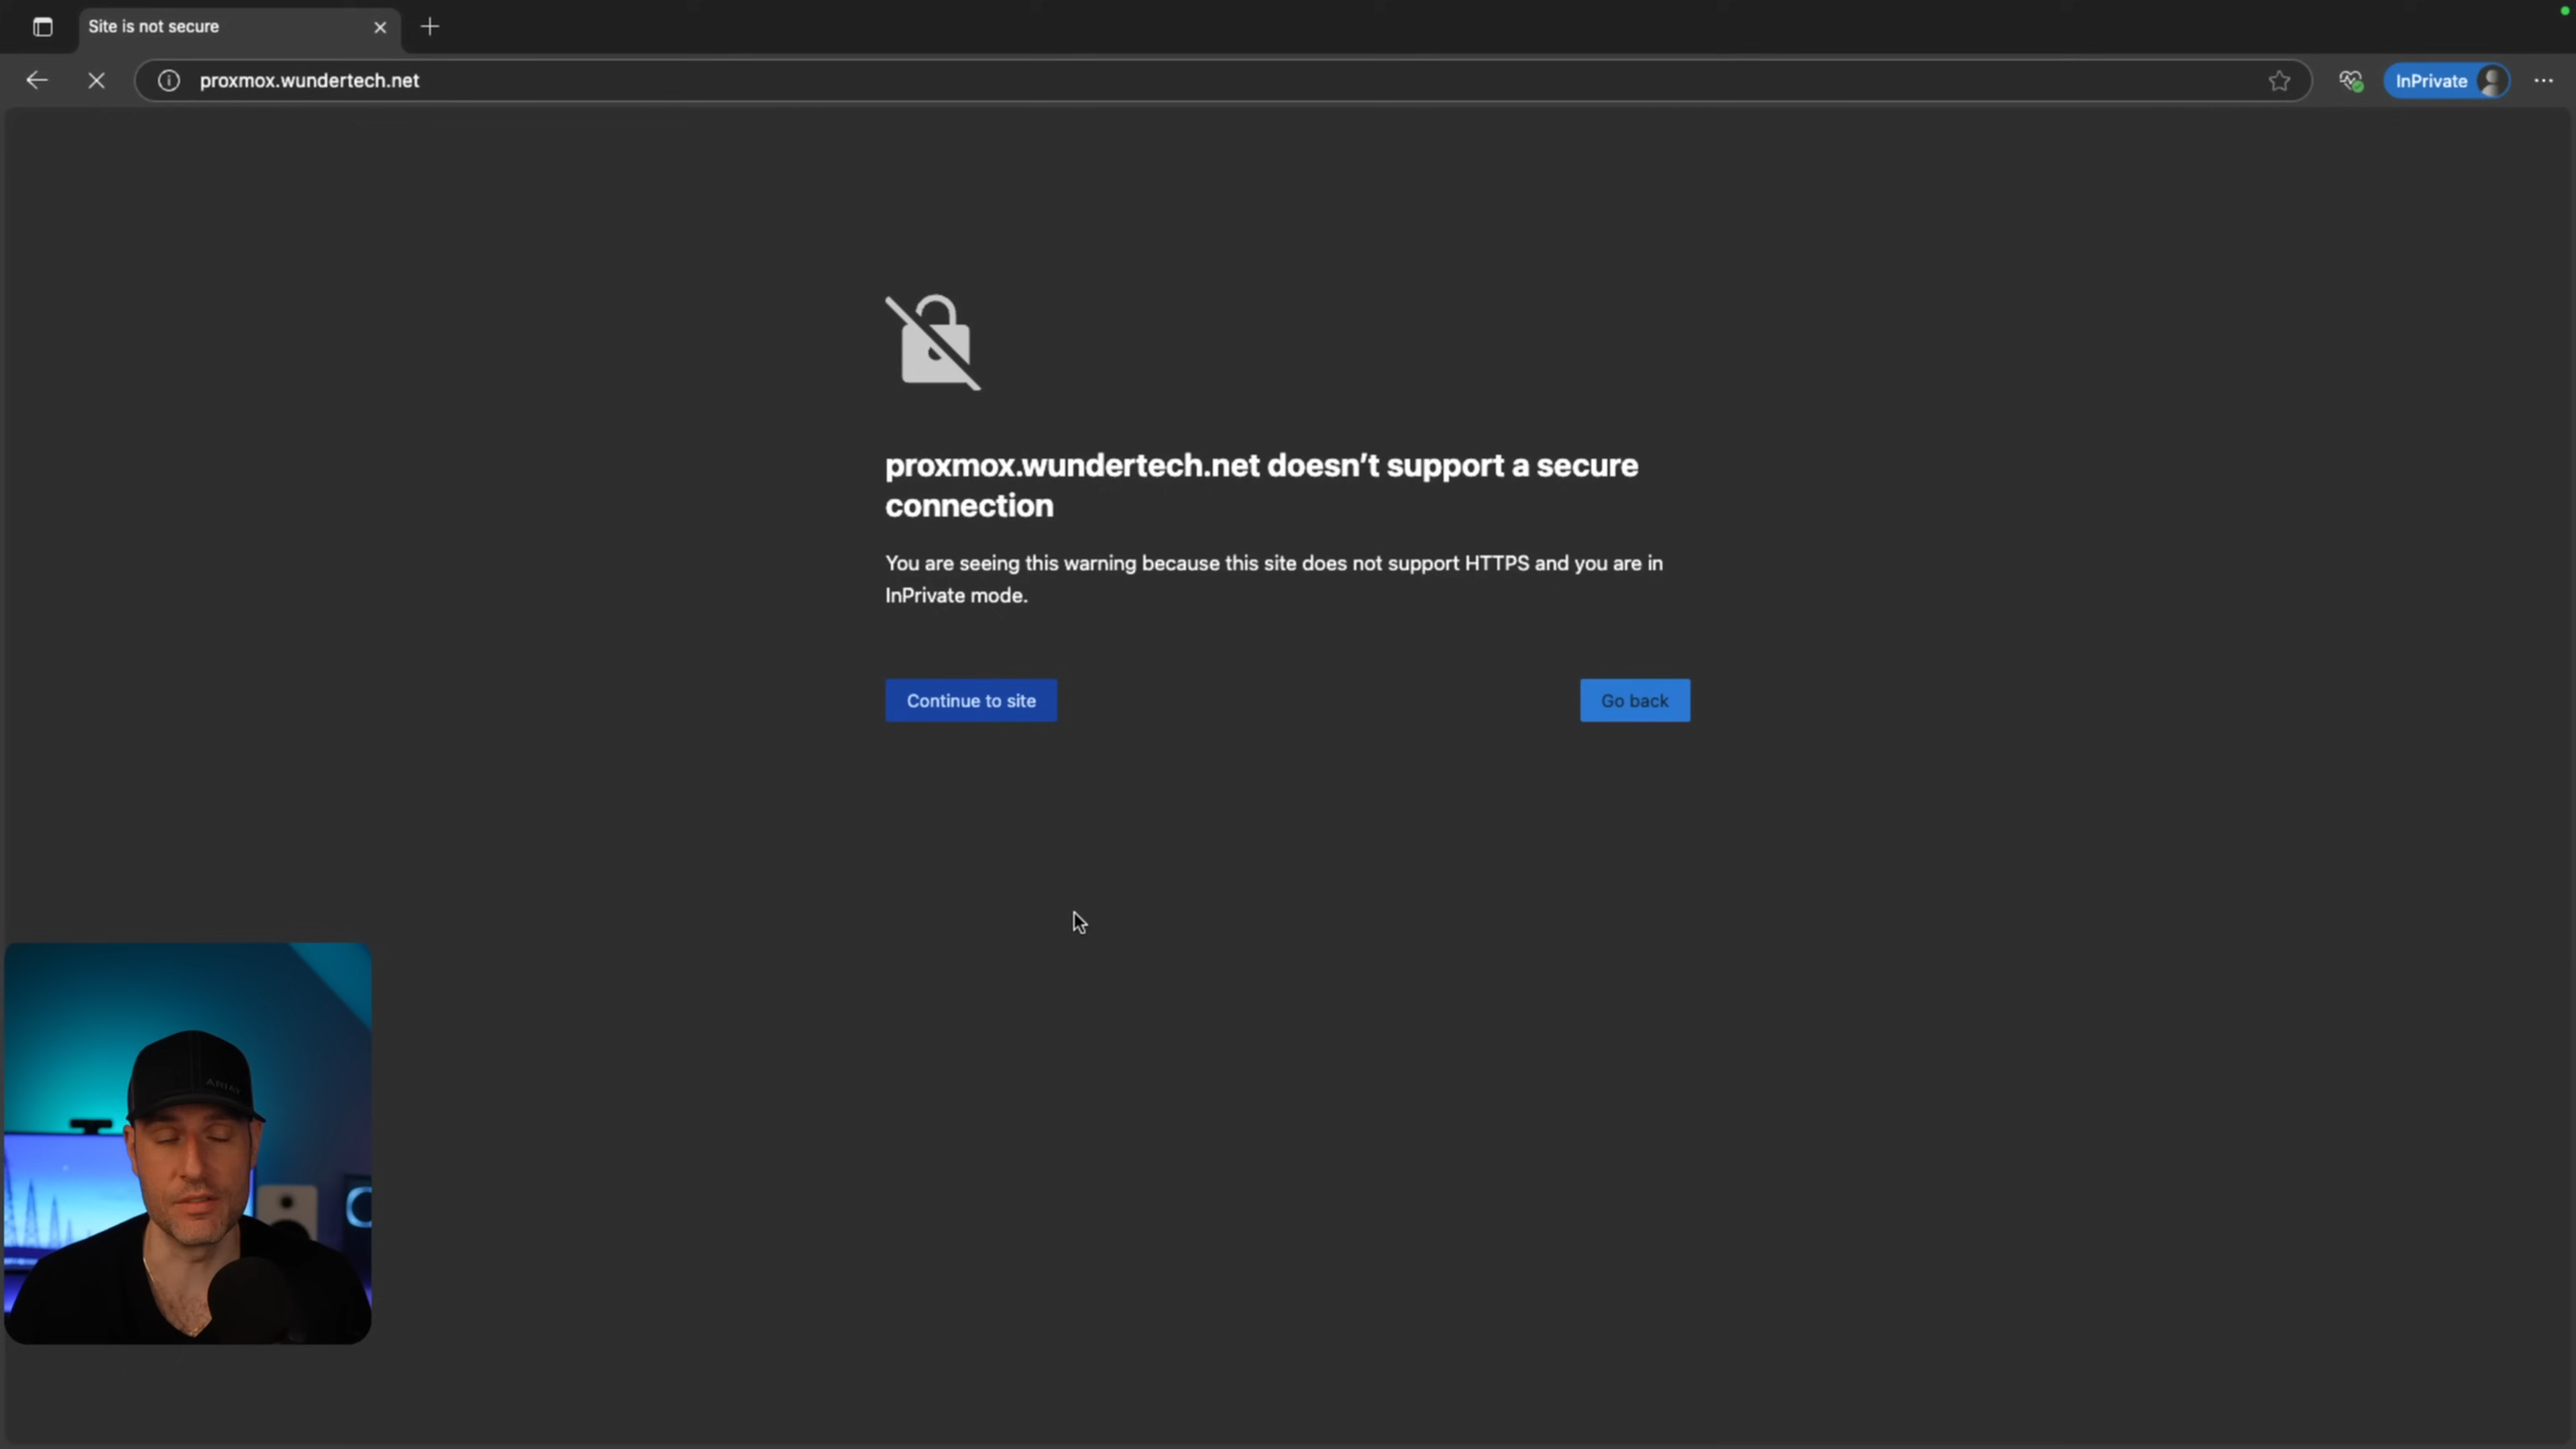 Site is not secure
proxmox.wundertech.net
InPrivate
proxmox.wundertech.net doesn’t support a secure
connection
You are seeing this warning because this site does not support HTTPS and you are in
InPrivate mode.
Continue to site
Go back
ARIAT